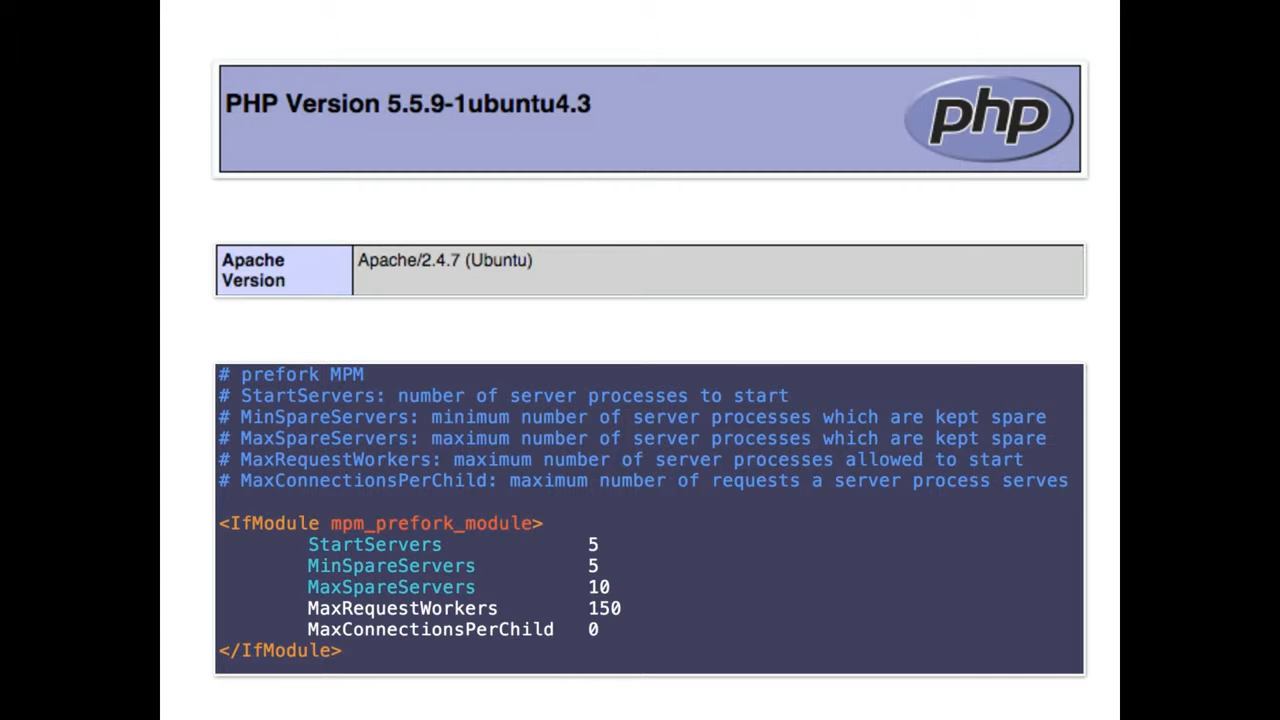 PHP Version 5.5.9-1ubuntu4.3
php
Apache Version
Apache/2.4.7 (Ubuntu)
# prefork MPM
# StartServers: number of server processes to start
# MinSpareServers: minimum number of server processes which are kept spare
# MaxSpareServers: maximum number of server processes which are kept spare
# MaxRequestWorkers: maximum number of server processes allowed to start
# MaxConnectionsPerChild: maximum number of requests a server process serves
<IfModule mpm_prefork_module>
StartServers 5
MinSpareServers 5
MaxSpareServers 10
MaxRequestWorkers 150
MaxConnectionsPerChild 0
</IfModule>